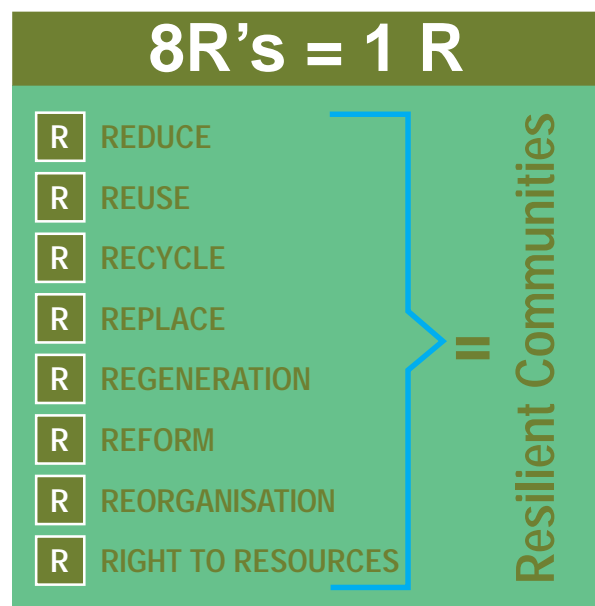 8R's = 1 R
R REDUCE
R REUSE
R RECYCLE
R REPLACE
R REGENERATION
R REFORM
R REORGANISATION
R RIGHT TO RESOURCES
=
Resilient Communities